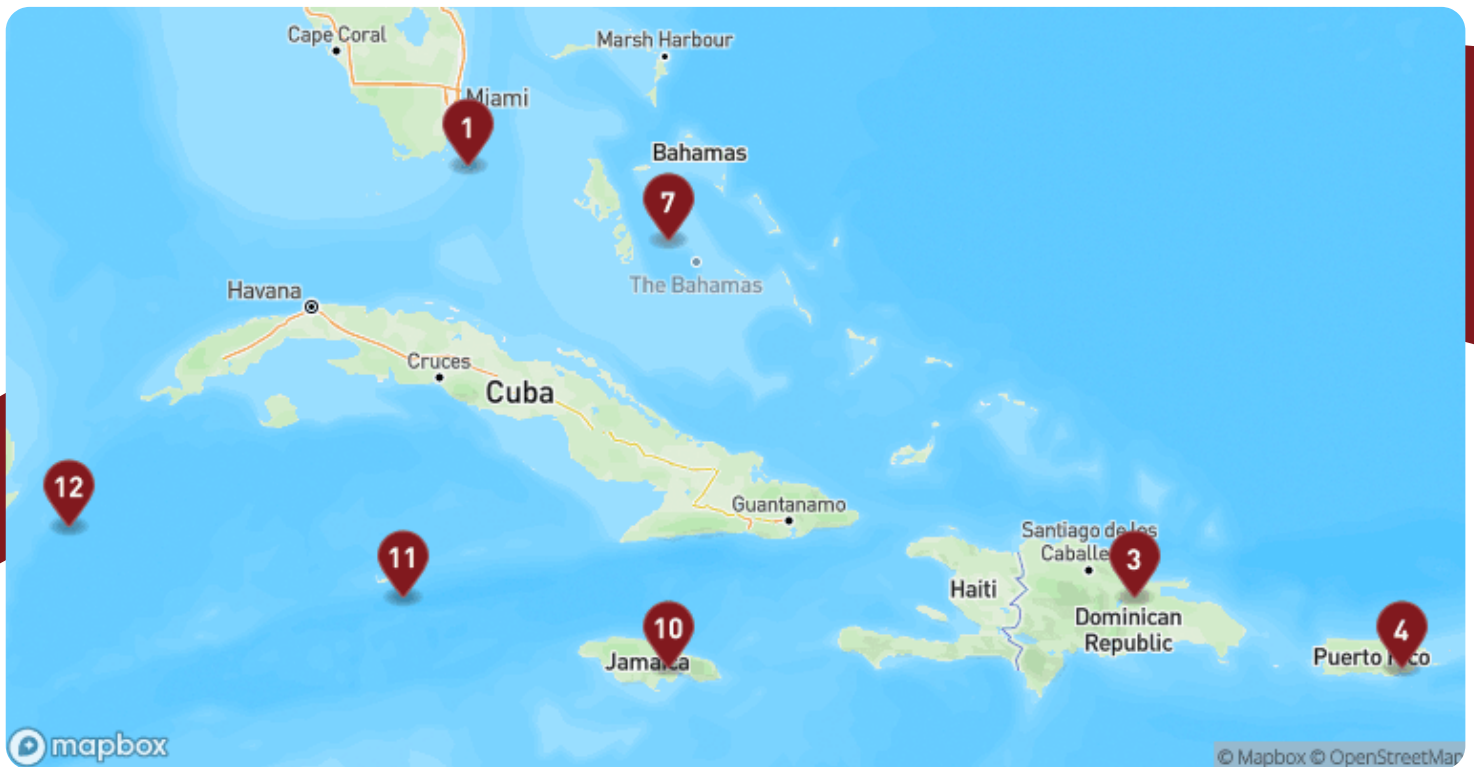 Cape Coral
Marsh Harbour
Miami
1
Bahamas
7
The Bahamas
Havana
Cruces
Cuba
12
Guantanamo
11
Santiago de los
Caballe
3
Haiti
Dominican
Republic
10
Jamaica
4
Puerto Rico
mapbox
© Mapbox © OpenStreetMap